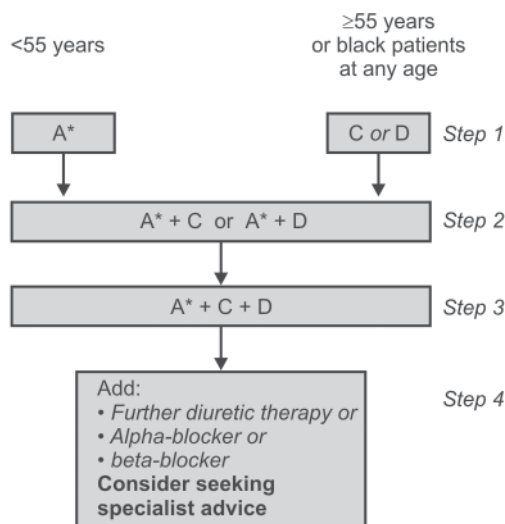 <55 years
≥55 years
or black patients
at any age
A*
C or D
Step 1
A* + C or A* + D
Step 2
A* + C + D
Step 3
Add:
• Further diuretic therapy or
• Alpha-blocker or
• beta-blocker
Consider seeking
specialist advice
Step 4